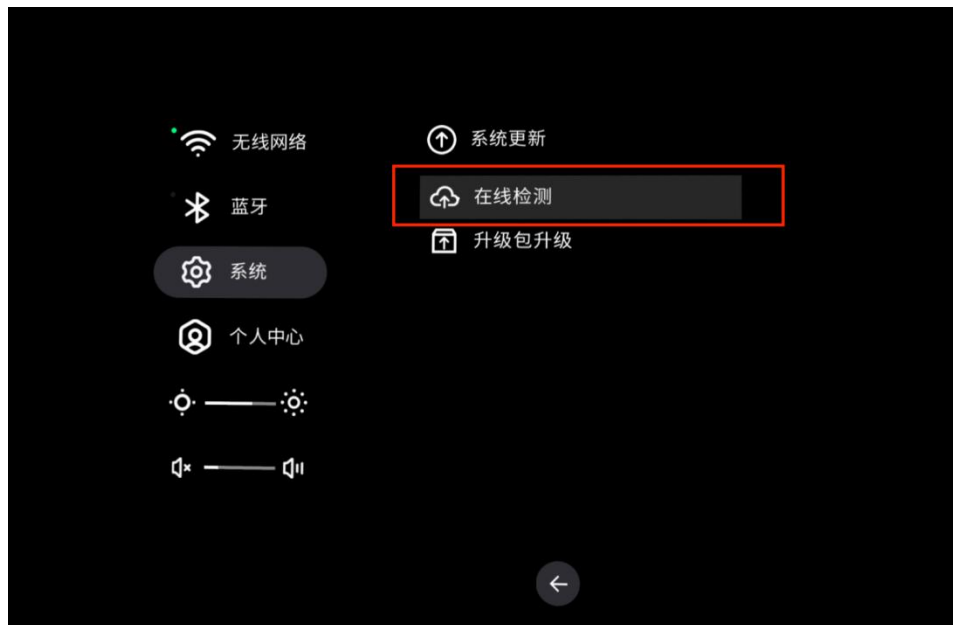 无线网络
蓝牙
系统
个人中心
系统更新
在线检测
升级包升级